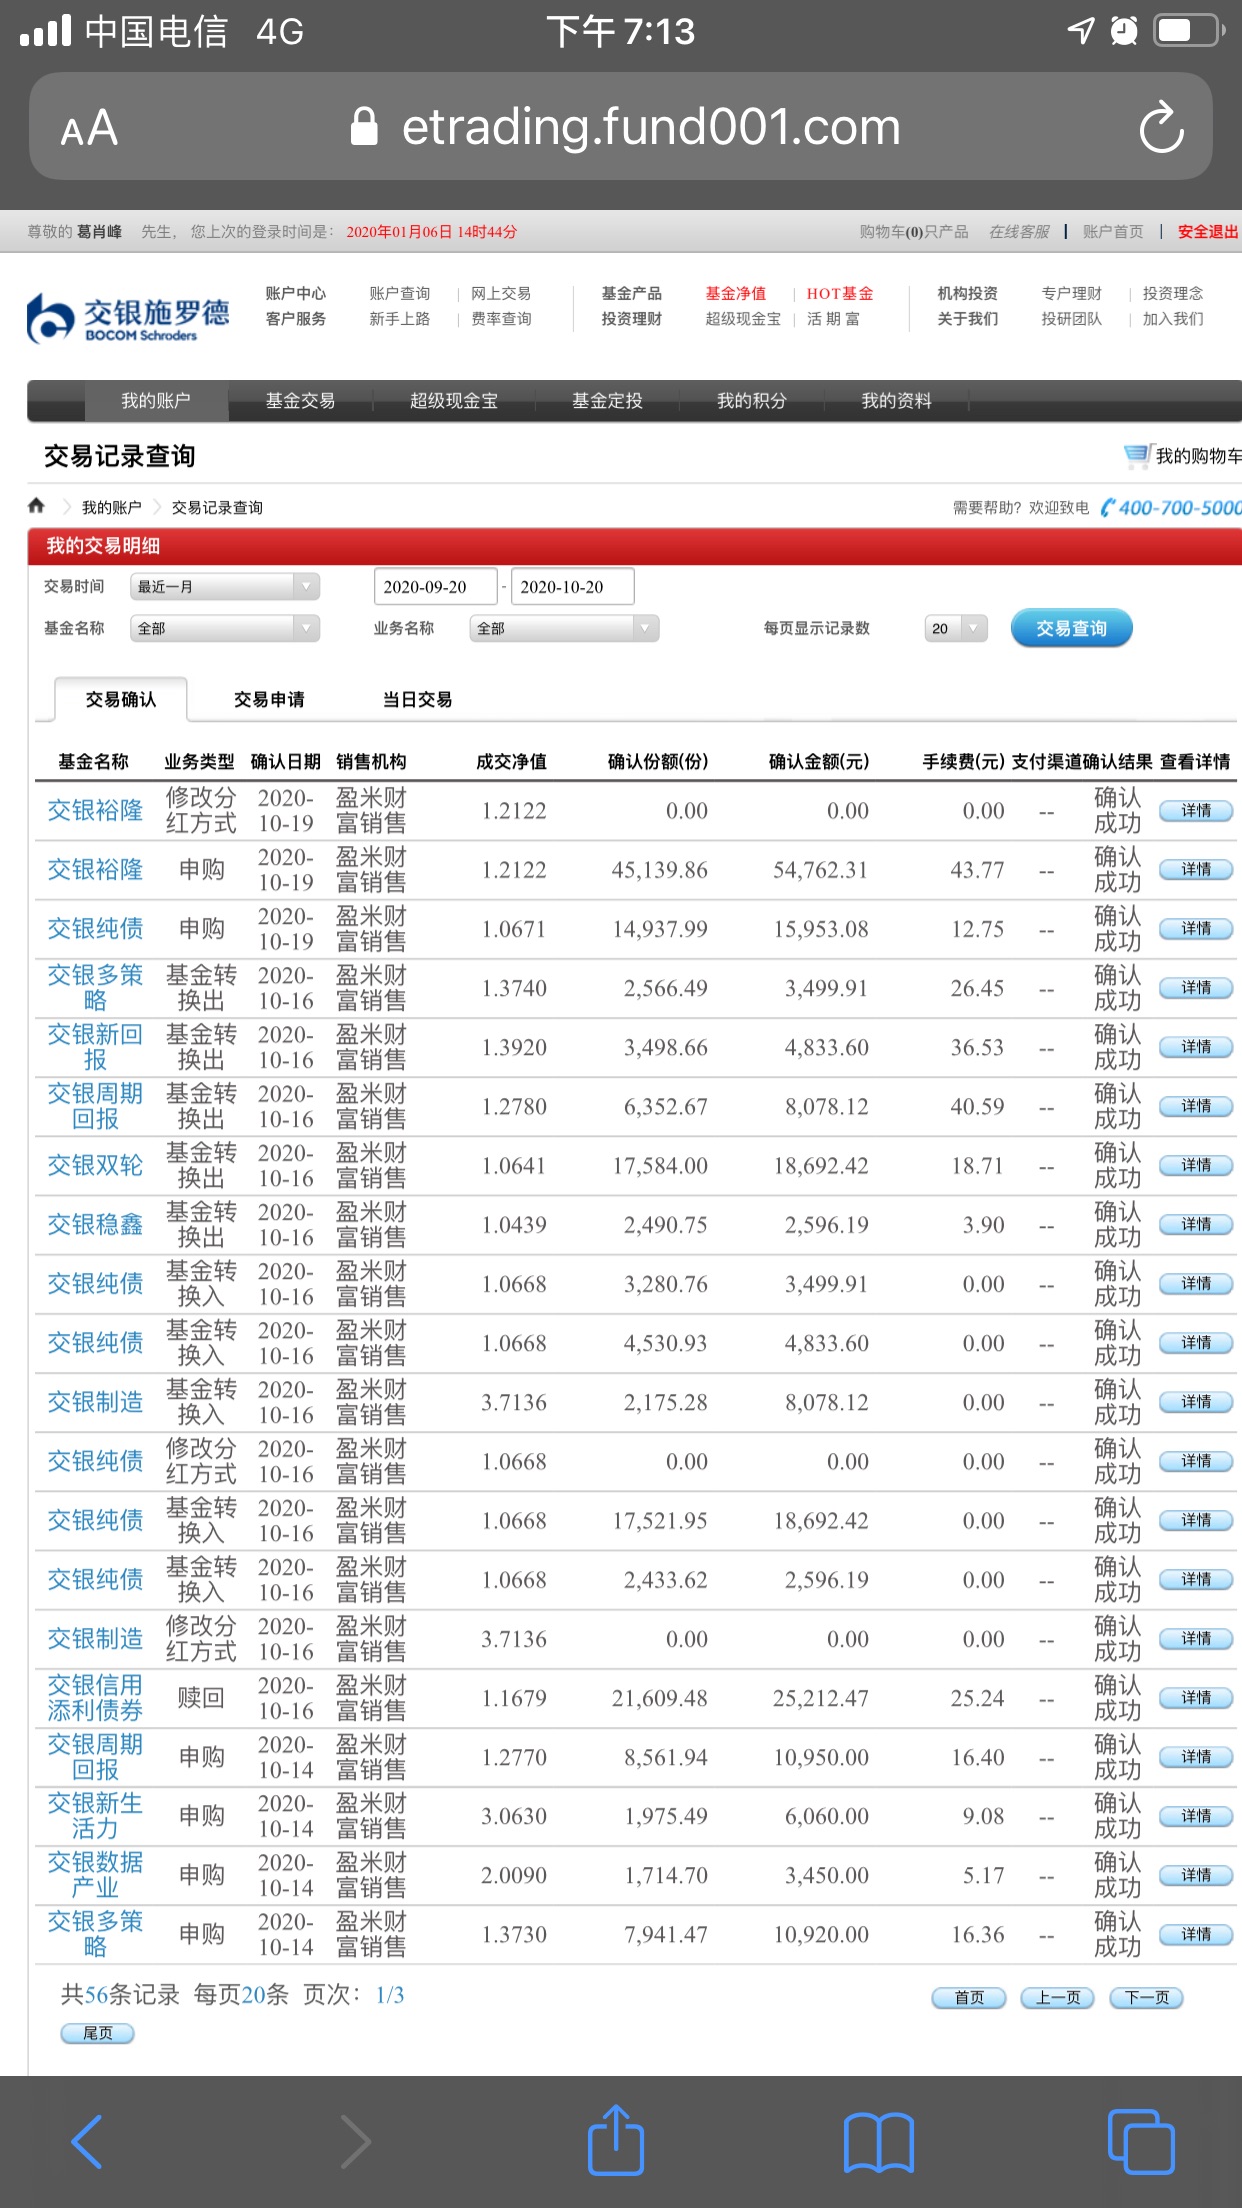 中国电信 4G 下午 7:13
AA etrading.fund001.com
尊敬的 葛肖峰 先生， 您上次的登录时间是： 2020年01月06日 14时44分 购物车(0)只产品 在线客服 | 账户首页 | 安全退出
交银施罗德
BOCOM Schroders
账户中心 账户查询 | 网上交易 基金产品 基金净值 | HOT基金 机构投资 专户理财 | 投资理念
客户服务 新手上路 | 费率查询 投资理财 超级现金宝 | 活 期 富 关于我们 投研团队 | 加入我们
我的账户 基金交易 超级现金宝 基金定投 我的积分 我的资料
交易记录查询 我的购物车
我的账户 交易记录查询 需要帮助？欢迎致电 400-700-5000
我的交易明细
交易时间 最近一月 2020-09-20 - 2020-10-20
基金名称 全部 业务名称 全部 每页显示记录数 20 交易查询
交易确认 交易申请 当日交易
基金名称 业务类型 确认日期 销售机构 成交净值 确认份额(份) 确认金额(元) 手续费(元) 支付渠道 确认结果 查看详情
交银裕隆 修改分红方式 2020-10-19 盈米财富销售 1.2122 0.00 0.00 0.00 -- 确认成功 详情
交银裕隆 申购 2020-10-19 盈米财富销售 1.2122 45,139.86 54,762.31 43.77 -- 确认成功 详情
交银纯债 申购 2020-10-19 盈米财富销售 1.0671 14,937.99 15,953.08 12.75 -- 确认成功 详情
交银多策略 基金转换出 2020-10-16 盈米财富销售 1.3740 2,566.49 3,499.91 26.45 -- 确认成功 详情
交银新回报 基金转换出 2020-10-16 盈米财富销售 1.3920 3,498.66 4,833.60 36.53 -- 确认成功 详情
交银周期回报 基金转换出 2020-10-16 盈米财富销售 1.2780 6,352.67 8,078.12 40.59 -- 确认成功 详情
交银双轮 基金转换出 2020-10-16 盈米财富销售 1.0641 17,584.00 18,692.42 18.71 -- 确认成功 详情
交银稳鑫 基金转换出 2020-10-16 盈米财富销售 1.0439 2,490.75 2,596.19 3.90 -- 确认成功 详情
交银纯债 基金转换入 2020-10-16 盈米财富销售 1.0668 3,280.76 3,499.91 0.00 -- 确认成功 详情
交银纯债 基金转换入 2020-10-16 盈米财富销售 1.0668 4,530.93 4,833.60 0.00 -- 确认成功 详情
交银制造 基金转换入 2020-10-16 盈米财富销售 3.7136 2,175.28 8,078.12 0.00 -- 确认成功 详情
交银纯债 修改分红方式 2020-10-16 盈米财富销售 1.0668 0.00 0.00 0.00 -- 确认成功 详情
交银纯债 基金转换入 2020-10-16 盈米财富销售 1.0668 17,521.95 18,692.42 0.00 -- 确认成功 详情
交银纯债 基金转换入 2020-10-16 盈米财富销售 1.0668 2,433.62 2,596.19 0.00 -- 确认成功 详情
交银制造 修改分红方式 2020-10-16 盈米财富销售 3.7136 0.00 0.00 0.00 -- 确认成功 详情
交银信用添利债券 赎回 2020-10-16 盈米财富销售 1.1679 21,609.48 25,212.47 25.24 -- 确认成功 详情
交银周期回报 申购 2020-10-14 盈米财富销售 1.2770 8,561.94 10,950.00 16.40 -- 确认成功 详情
交银新生活力 申购 2020-10-14 盈米财富销售 3.0630 1,975.49 6,060.00 9.08 -- 确认成功 详情
交银数据产业 申购 2020-10-14 盈米财富销售 2.0090 1,714.70 3,450.00 5.17 -- 确认成功 详情
交银多策略 申购 2020-10-14 盈米财富销售 1.3730 7,941.47 10,920.00 16.36 -- 确认成功 详情
共56条记录 每页20条 页次： 1/3 首页 上一页 下一页
尾页